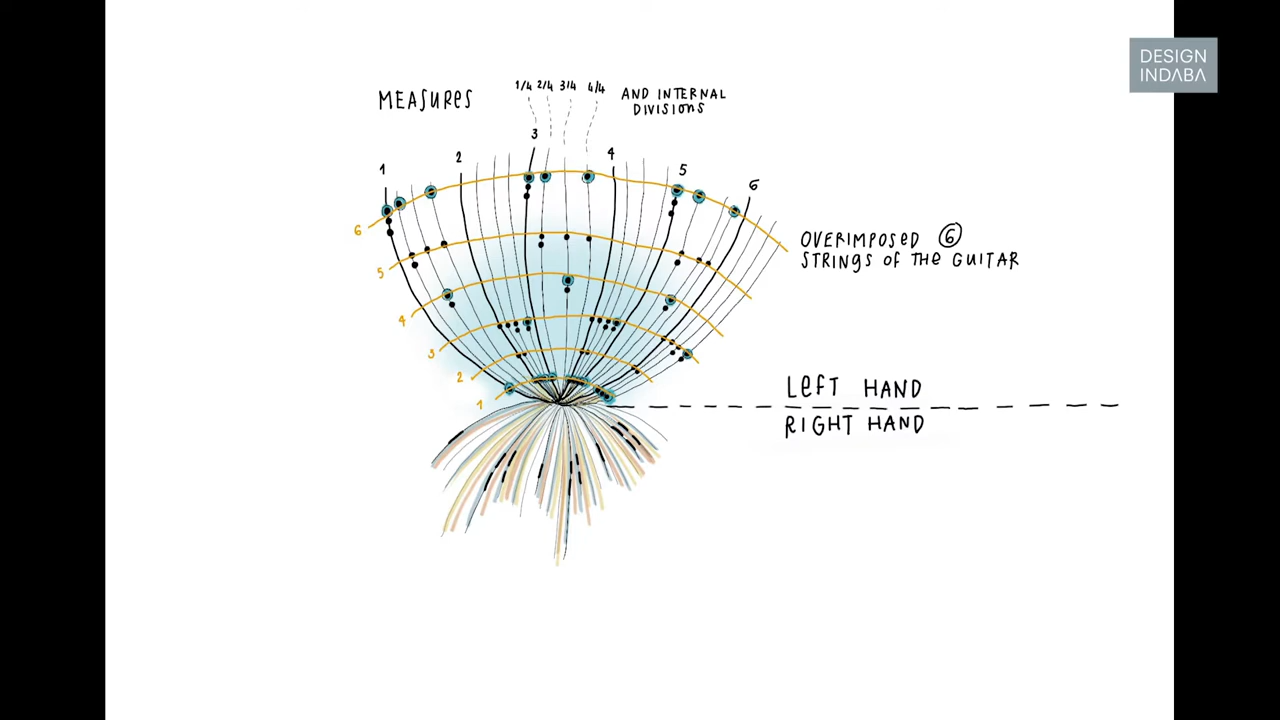 DESIGN
INDABA
MEASURES
1/4 2/4 3/4 4/4
AND INTERNAL
DIVISIONS
1
2
3
4
5
6
6
5
4
3
2
1
OVERIMPOSED 6
STRINGS OF THE GUITAR
LEFT HAND
RIGHT HAND